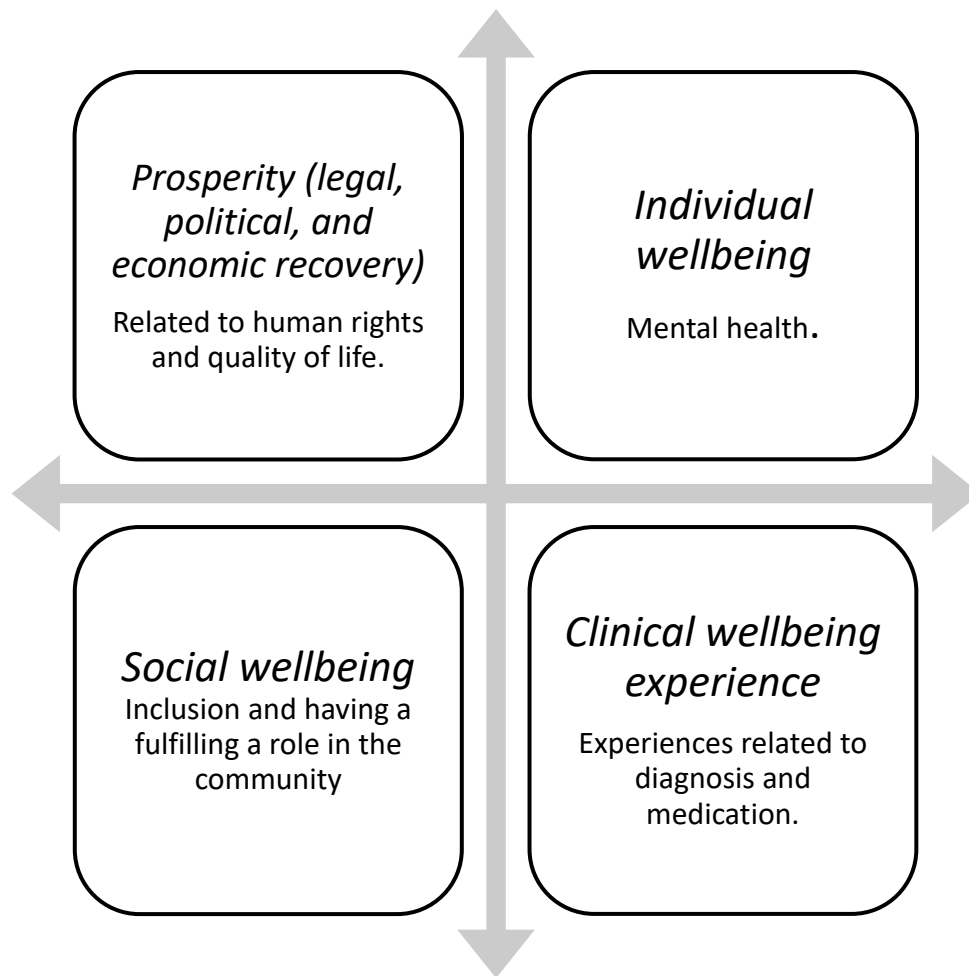 Prosperity (legal,
political, and
economic recovery)
Related to human rights
and quality of life.
Individual
wellbeing
Mental health.
Social wellbeing
Inclusion and having a
fulfilling a role in the
community
Clinical wellbeing
experience
Experiences related to
diagnosis and
medication.